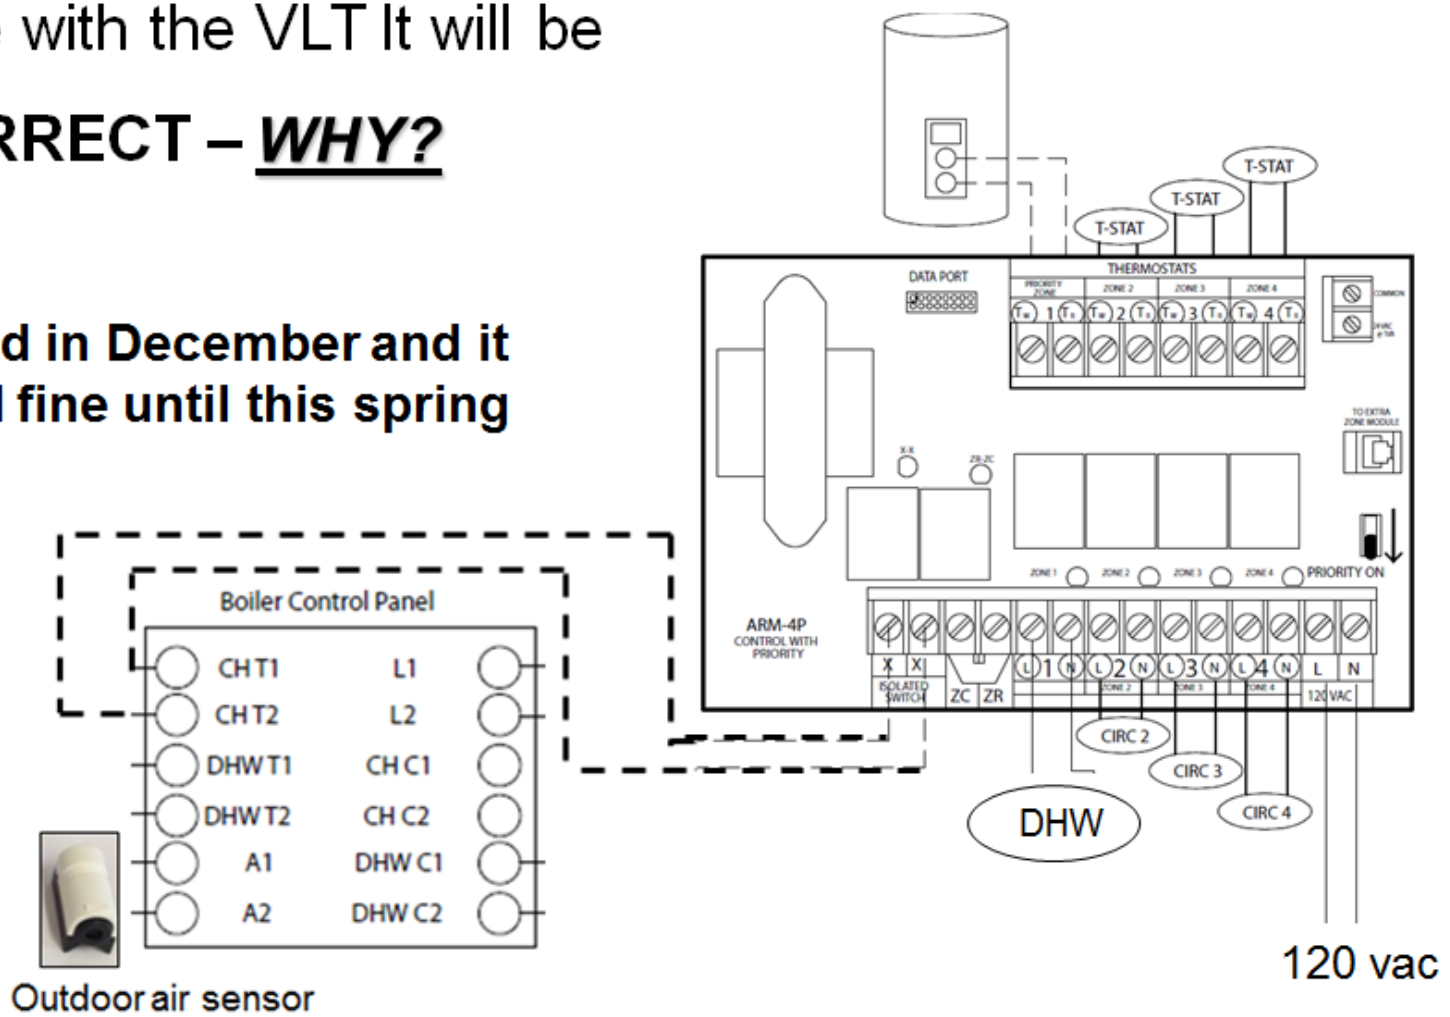 e with the VLT It will be
RRECT – WHY?
d in December and it
l fine until this spring
T-STAT
T-STAT
T-STAT
DATA PORT
THERMOSTATS
PRIORITY
ZONE
ZONE 2
ZONE 3
ZONE 4
1
2
3
4
COMMON
24 VAC
TO EXTRA
ZONE MODULE
X-X
ZR-ZC
ZONE 1
ZONE 2
ZONE 3
ZONE 4
PRIORITY ON
ARM-4P
CONTROL WITH
PRIORITY
X X
L 1 N
L 2 N
L 3 N
L 4 N
L N
ISOLATED
SWITCH
ZC ZR
ZONE 2
ZONE 3
ZONE 4
120 VAC
CIRC 2
CIRC 3
CIRC 4
DHW
120 vac
Boiler Control Panel
CH T1 L1
CH T2 L2
DHW T1 CH C1
DHW T2 CH C2
A1 DHW C1
A2 DHW C2
Outdoor air sensor